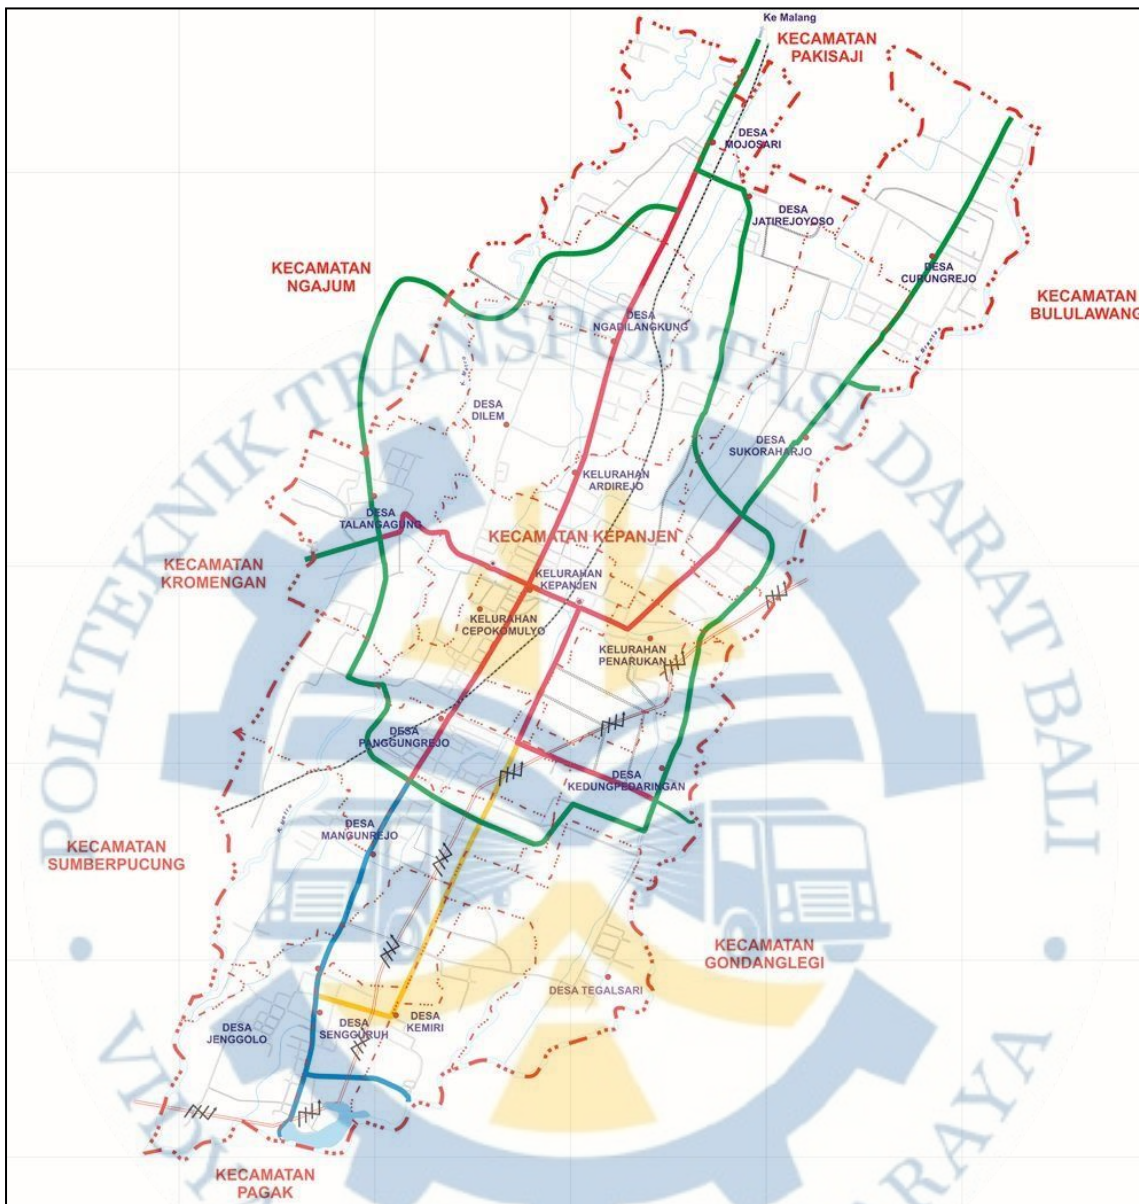 Ke Malang
KECAMATAN
PAKISAJI
DESA
MOJOSARI
DESA
JATIREJOYOSO
KECAMATAN
NGAJUM
DESA
CURUNGREJO
KECAMATAN
BULULAWANG
DESA
NGADILANGKUNG
DESA
DILEM
DESA
SUKORAHARJO
KELURAHAN
ARDIREJO
DESA
TALANGAGUNG
KECAMATAN KEPANJEN
KECAMATAN
KROMENGAN
KELURAHAN
KEPANJEN
KELURAHAN
CEPOKOMULYO
KELURAHAN
PENARUKAN
DESA
PANGGUNGREJO
DESA
KEDUNGPEDARINGAN
DESA
MANGUNREJO
KECAMATAN
SUMBERPUCUNG
KECAMATAN
GONDANGLEGI
DESA TEGALSARI
DESA
JENGGOLO
DESA
SENGGURUH
DESA
KEMIRI
KECAMATAN
PAGAK
POLITEKNIK TRANSPORTASI DARAT BALI